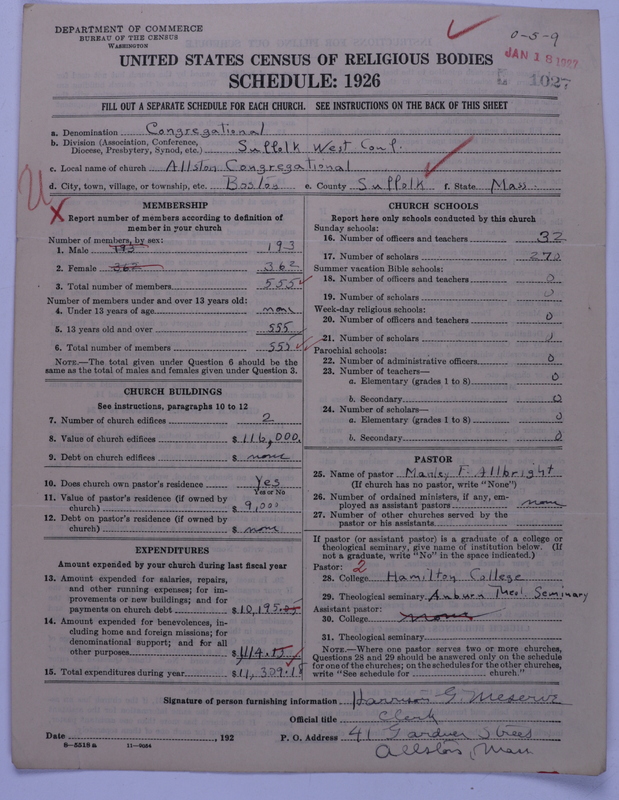 DEPARTMENT OF COMMERCE
BUREAU OF THE CENSUS
WASHINGTON
0-5-9
JAN 18 1927
1027
UNITED STATES CENSUS OF RELIGIOUS BODIES
SCHEDULE: 1926
FILL OUT A SEPARATE SCHEDULE FOR EACH CHURCH. SEE INSTRUCTIONS ON THE BACK OF THIS SHEET
a. Denomination Congregational
b. Division (Association, Conference, Diocese, Presbytery, Synod, etc.) Suffolk West Conf.
c. Local name of church Allston Congregational
d. City, town, village, or township, etc. Boston e. County Suffolk f. State Mass.
MEMBERSHIP
Report number of members according to definition of
member in your church
Number of members, by sex:
1. Male 193 193
2. Female 362 362
3. Total number of members 555
Number of members under and over 13 years old:
4. Under 13 years of age none
5. 13 years old and over 555
6. Total number of members 555
NOTE.—The total given under Question 6 should be the
same as the total of males and females given under Question 3.
CHURCH BUILDINGS
See instructions, paragraphs 10 to 12
7. Number of church edifices 2
8. Value of church edifices $ 116,000.
9. Debt on church edifices $ none
10. Does church own pastor's residence Yes
Yes or No
11. Value of pastor's residence (if owned by
church) $ 9,000
12. Debt on pastor's residence (if owned by
church) $ none
EXPENDITURES
Amount expended by your church during last fiscal year
13. Amount expended for salaries, repairs,
and other running expenses; for im-
provements or new buildings; and for
payments on church debt $ 10,195.
14. Amount expended for benevolences, in-
cluding home and foreign missions; for
denominational support; and for all
other purposes $ 1114.15
15. Total expenditures during year $ 11,309.15
CHURCH SCHOOLS
Report here only schools conducted by this church
Sunday schools:
16. Number of officers and teachers 32
17. Number of scholars 270
Summer vacation Bible schools:
18. Number of officers and teachers 0
19. Number of scholars 0
Week-day religious schools:
20. Number of officers and teachers 0
21. Number of scholars 0
Parochial schools:
22. Number of administrative officers 0
23. Number of teachers—
a. Elementary (grades 1 to 8) 0
b. Secondary 0
24. Number of scholars—
a. Elementary (grades 1 to 8) 0
b. Secondary 0
PASTOR
25. Name of pastor Manley F. Allbright
(If church has no pastor, write "None")
26. Number of ordained ministers, if any, em-
ployed as assistant pastors none
27. Number of other churches served by the
pastor or his assistants
If pastor (or assistant pastor) is a graduate of a college or
theological seminary, give name of institution below. (If
not a graduate, write "No" in the space indicated.)
Pastor: 2
28. College Hamilton College
29. Theological seminary Auburn Theol. Seminary
Assistant pastor:
30. College none
31. Theological seminary
NOTE.—Where one pastor serves two or more churches,
Questions 28 and 29 should be answered only on the schedule
for one of the churches; on the schedules for the other churches,
write "See schedule for church."
Signature of person furnishing information Harrison G. Meserve
Official title Clerk
Date , 192 P. O. Address 41 Gardner Street
8-5318 a 11-9054 Allston, Mass